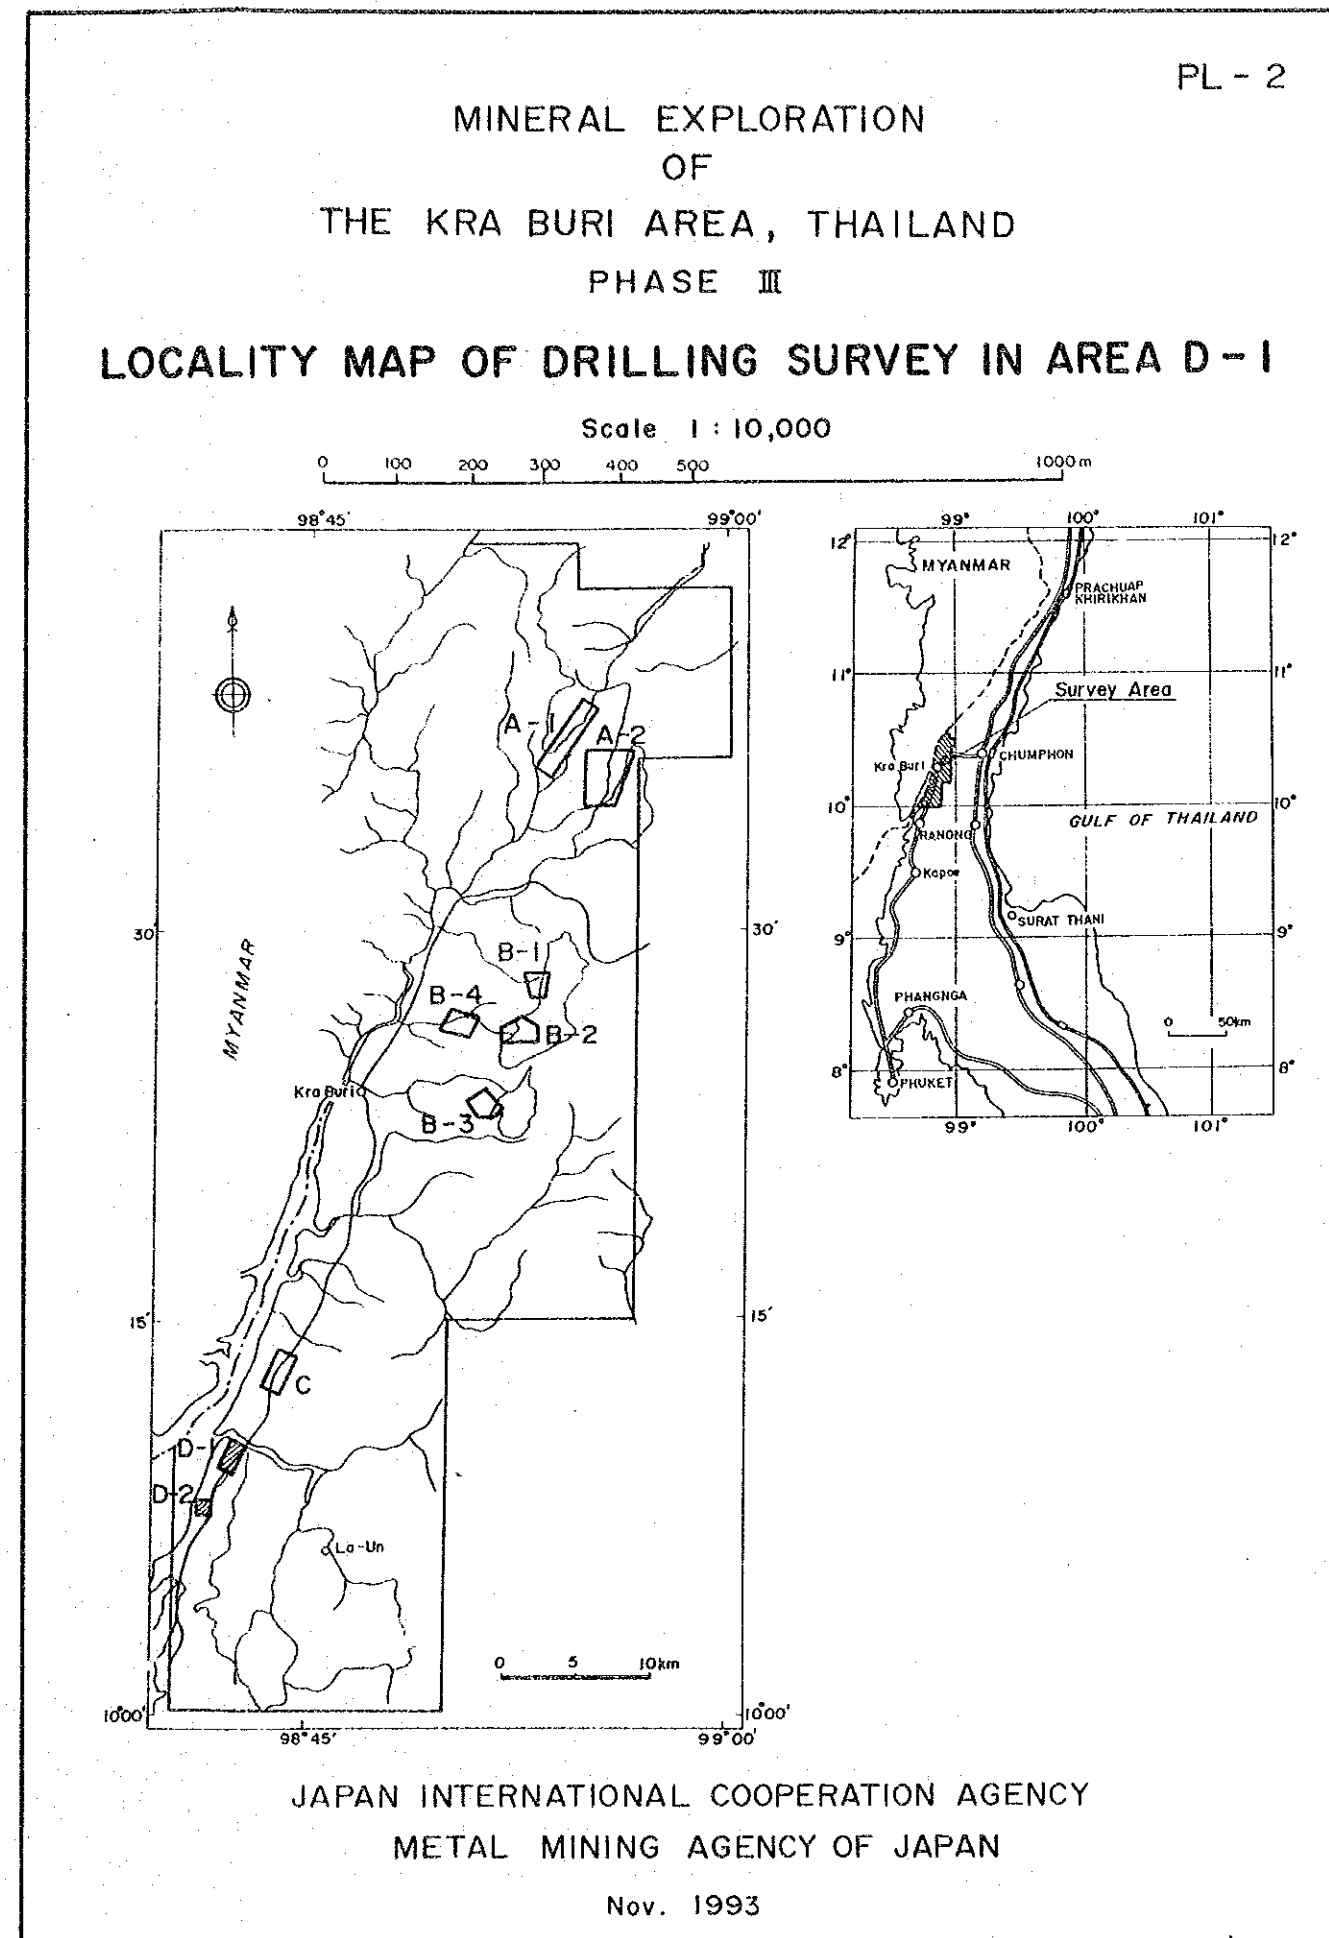 PL - 2
MINERAL EXPLORATION
OF
THE KRA BURI AREA, THAILAND
PHASE III
LOCALITY MAP OF DRILLING SURVEY IN AREA D-1
Scale 1 : 10,000
0 100 200 300 400 500 1000m
98°45' 99°00'
A-1
A-2
30' 30'
MYANMAR
B-1
B-4
B-2
Kra Buri
B-3
15' 15'
C
D-1
D-2
La-Un
0 5 10km
10°00' 10°00'
98°45' 99°00'
99° 100° 101°
12° 12°
MYANMAR
PRACHUAP
KHIRIKHAN
11° 11°
Survey Area
Kra Buri
CHUMPHON
10° 10°
GULF OF THAILAND
RANONG
Kapoe
SURAT THANI
9° 9°
PHANGNGA
0 50km
8° 8°
PHUKET
99° 100° 101°
JAPAN INTERNATIONAL COOPERATION AGENCY
METAL MINING AGENCY OF JAPAN
Nov. 1993